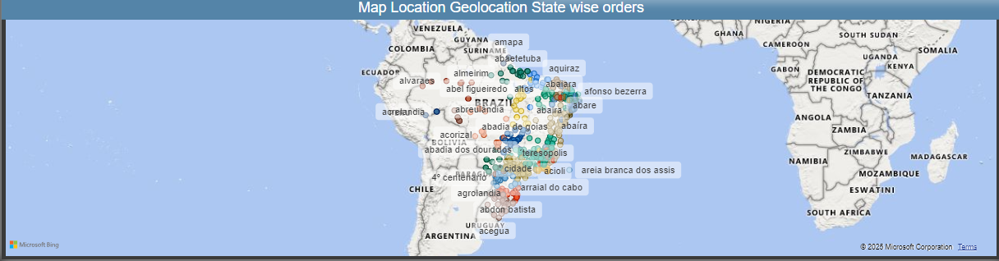 Map Location Geolocation State wise orders
VENEZUELA
GUYANA
SURINAME
COLOMBIA
ECUADOR
BRAZIL
BOLIVIA
CHILE
URUGUAY
ARGENTINA
amapa
abaetetuba
aquiraz
almeirim
alvaraes
abel figueiredo
altos
abaiara
afonso bezerra
acrelandia
abreulandia
abaira
abare
abadia de goias
abaíra
acorizal
abadia dos dourados
teresopolis
cidade
acioli
areia branca dos assis
4º centenario
arraial do cabo
agrolandia
abdon batista
acegua
GHANA
NIGERIA
CAMEROON
SOUTH SUDAN
SOMALIA
UGANDA
KENYA
GABON
DEMOCRATIC
REPUBLIC OF
THE CONGO
TANZANIA
ANGOLA
ZAMBIA
ZIMBABWE
MADAGASCAR
NAMIBIA
MOZAMBIQUE
ESWATINI
SOUTH AFRICA
Microsoft Bing
© 2025 Microsoft Corporation Terms